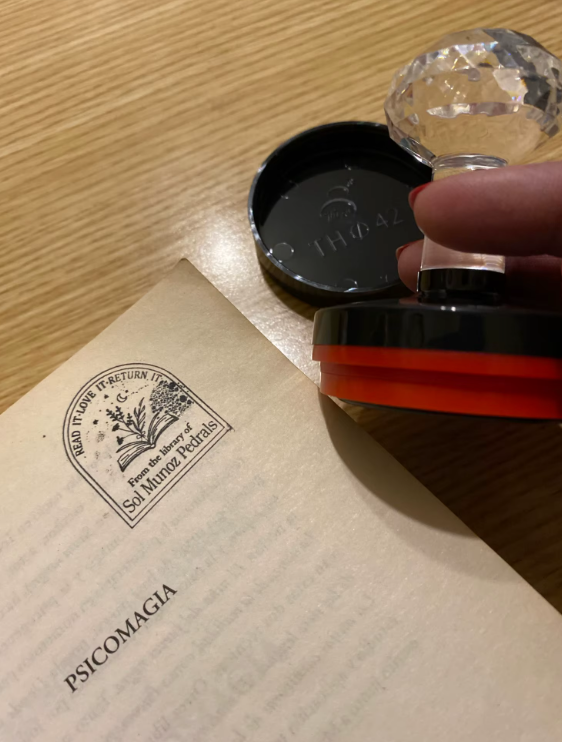 READ IT·LOVE IT·RETURN IT
From the library of
Sol Munoz Pedrals
PSICOMAGIA